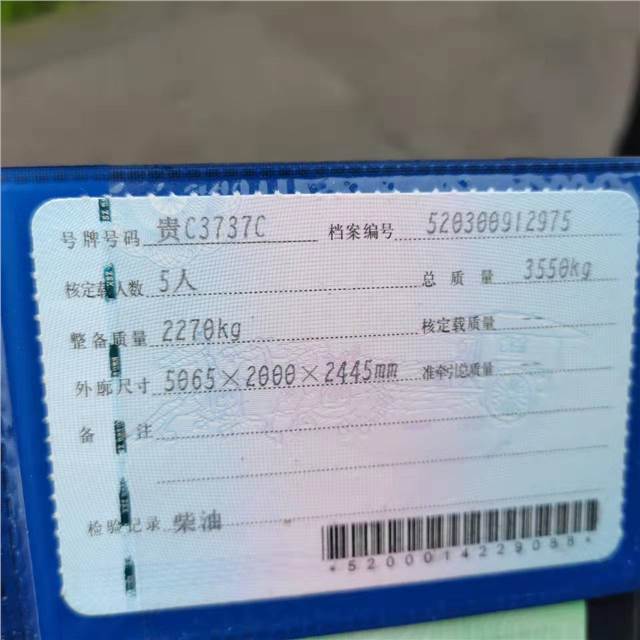 号牌号码 贵C3737C 档案编号 520300912975
核定载人数 5人 总质量 3550kg
整备质量 2270kg 核定载质量
外廓尺寸 5065×2000×2445mm 准牵引总质量
备注
检验记录 柴油